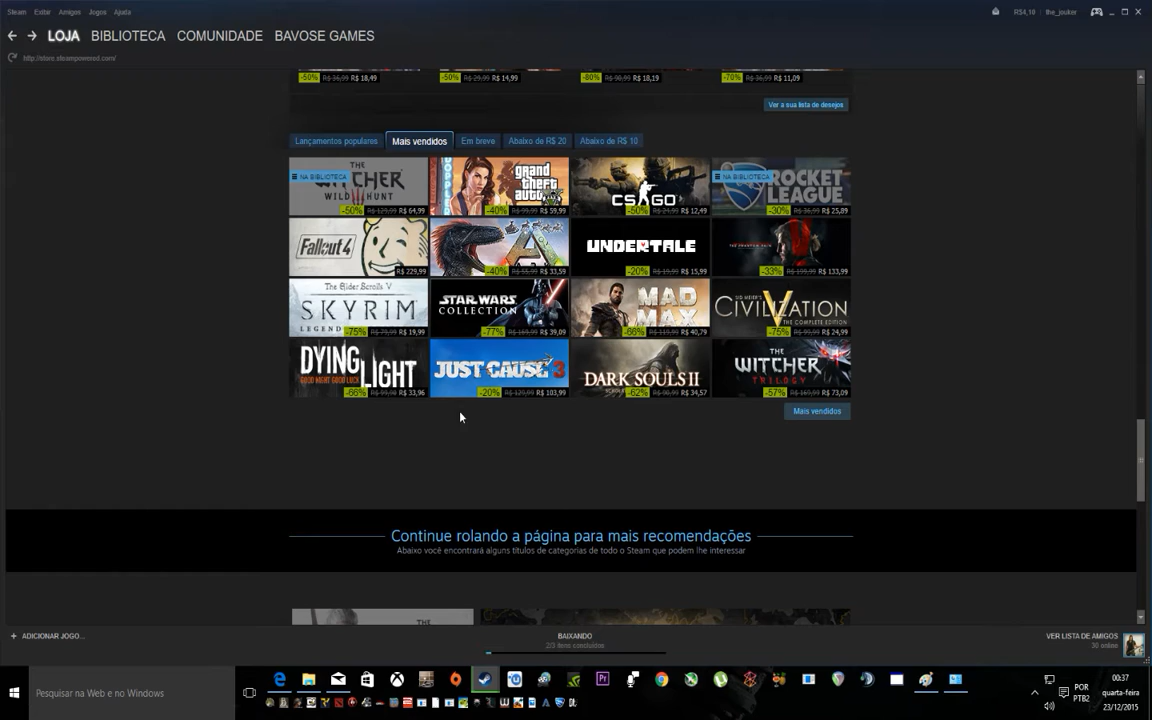 Steam Exibir Amigos Jogos Ajuda R$4,10 the_jouker
LOJA BIBLIOTECA COMUNIDADE BAVOSE GAMES
http://store.steampowered.com/
-50% R$ 36,99 R$ 18,49 -50% R$ 29,99 R$ 14,99 -80% R$ 90,99 R$ 18,19 -70% R$ 36,99 R$ 11,09
Ver a sua lista de desejos
Lançamentos populares Mais vendidos Em breve Abaixo de R$ 20 Abaixo de R$ 10
NA BIBLIOTECA THE WITCHER WILD HUNT grand theft auto CS:GO NA BIBLIOTECA ROCKET LEAGUE
-50% R$ 129,99 R$ 64,99 -40% R$ 99,99 R$ 59,99 -50% R$ 24,99 R$ 12,49 -30% R$ 36,99 R$ 25,89
Fallout 4 UNDERTALE THE PHANTOM PAIN
R$ 229,99 -40% R$ 55,99 R$ 33,59 -20% R$ 19,99 R$ 15,99 -33% R$ 199,99 R$ 133,99
The Elder Scrolls V SKYRIM LEGEND STAR WARS COLLECTION MAD MAX SID MEIER'S CIVILIZATION V THE COMPLETE EDITION
-75% R$ 79,99 R$ 19,99 -77% R$ 169,99 R$ 39,09 -66% R$ 119,96 R$ 40,79 -75% R$ 99,99 R$ 24,99
DYING LIGHT GOOD NIGHT GOOD LUCK JUST CAUSE 3 DARK SOULS II THE WITCHER TRILOGY
-66% R$ 99,90 R$ 33,96 -20% R$ 129,99 R$ 103,99 -62% R$ 90,99 R$ 34,57 -57% R$ 169,99 R$ 73,09
Mais vendidos
Continue rolando a página para mais recomendações
Abaixo você encontrará alguns títulos de categorias de todo o Steam que podem lhe interessar
THE
+ ADICIONAR JOGO... BAIXANDO VER LISTA DE AMIGOS
2/3 itens concluídos 30 online
Pesquisar na Web e no Windows
POR 00:37
PTB2 quarta-feira
23/12/2015